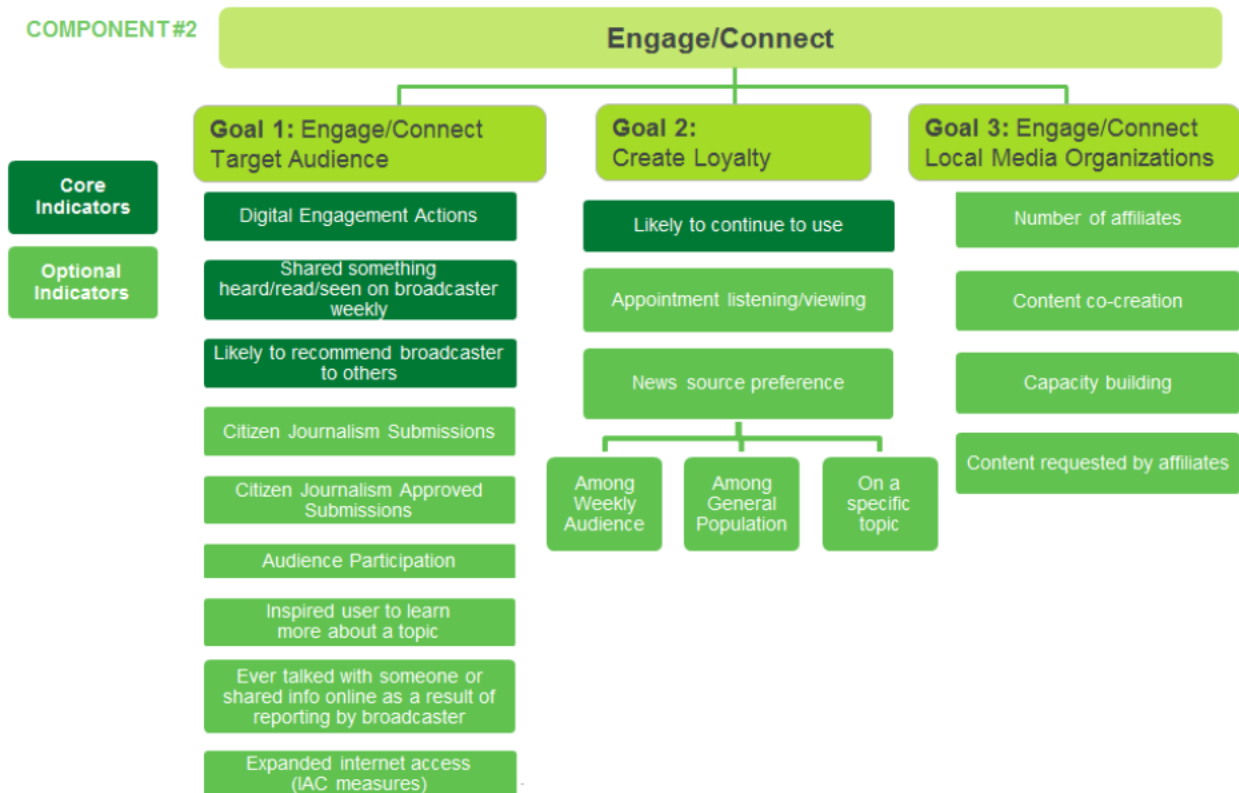 COMPONENT #2
Engage/Connect
Core
Indicators
Optional
Indicators
Goal 1: Engage/Connect
Target Audience
Digital Engagement Actions
Shared something
heard/read/seen on broadcaster
weekly
Likely to recommend broadcaster
to others
Citizen Journalism Submissions
Citizen Journalism Approved
Submissions
Audience Participation
Inspired user to learn
more about a topic
Ever talked with someone or
shared info online as a result of
reporting by broadcaster
Expanded internet access
(IAC measures)
Goal 2:
Create Loyalty
Likely to continue to use
Appointment listening/viewing
News source preference
Among
Weekly
Audience
Among
General
Population
On a
specific
topic
Goal 3: Engage/Connect
Local Media Organizations
Number of affiliates
Content co-creation
Capacity building
Content requested by affiliates